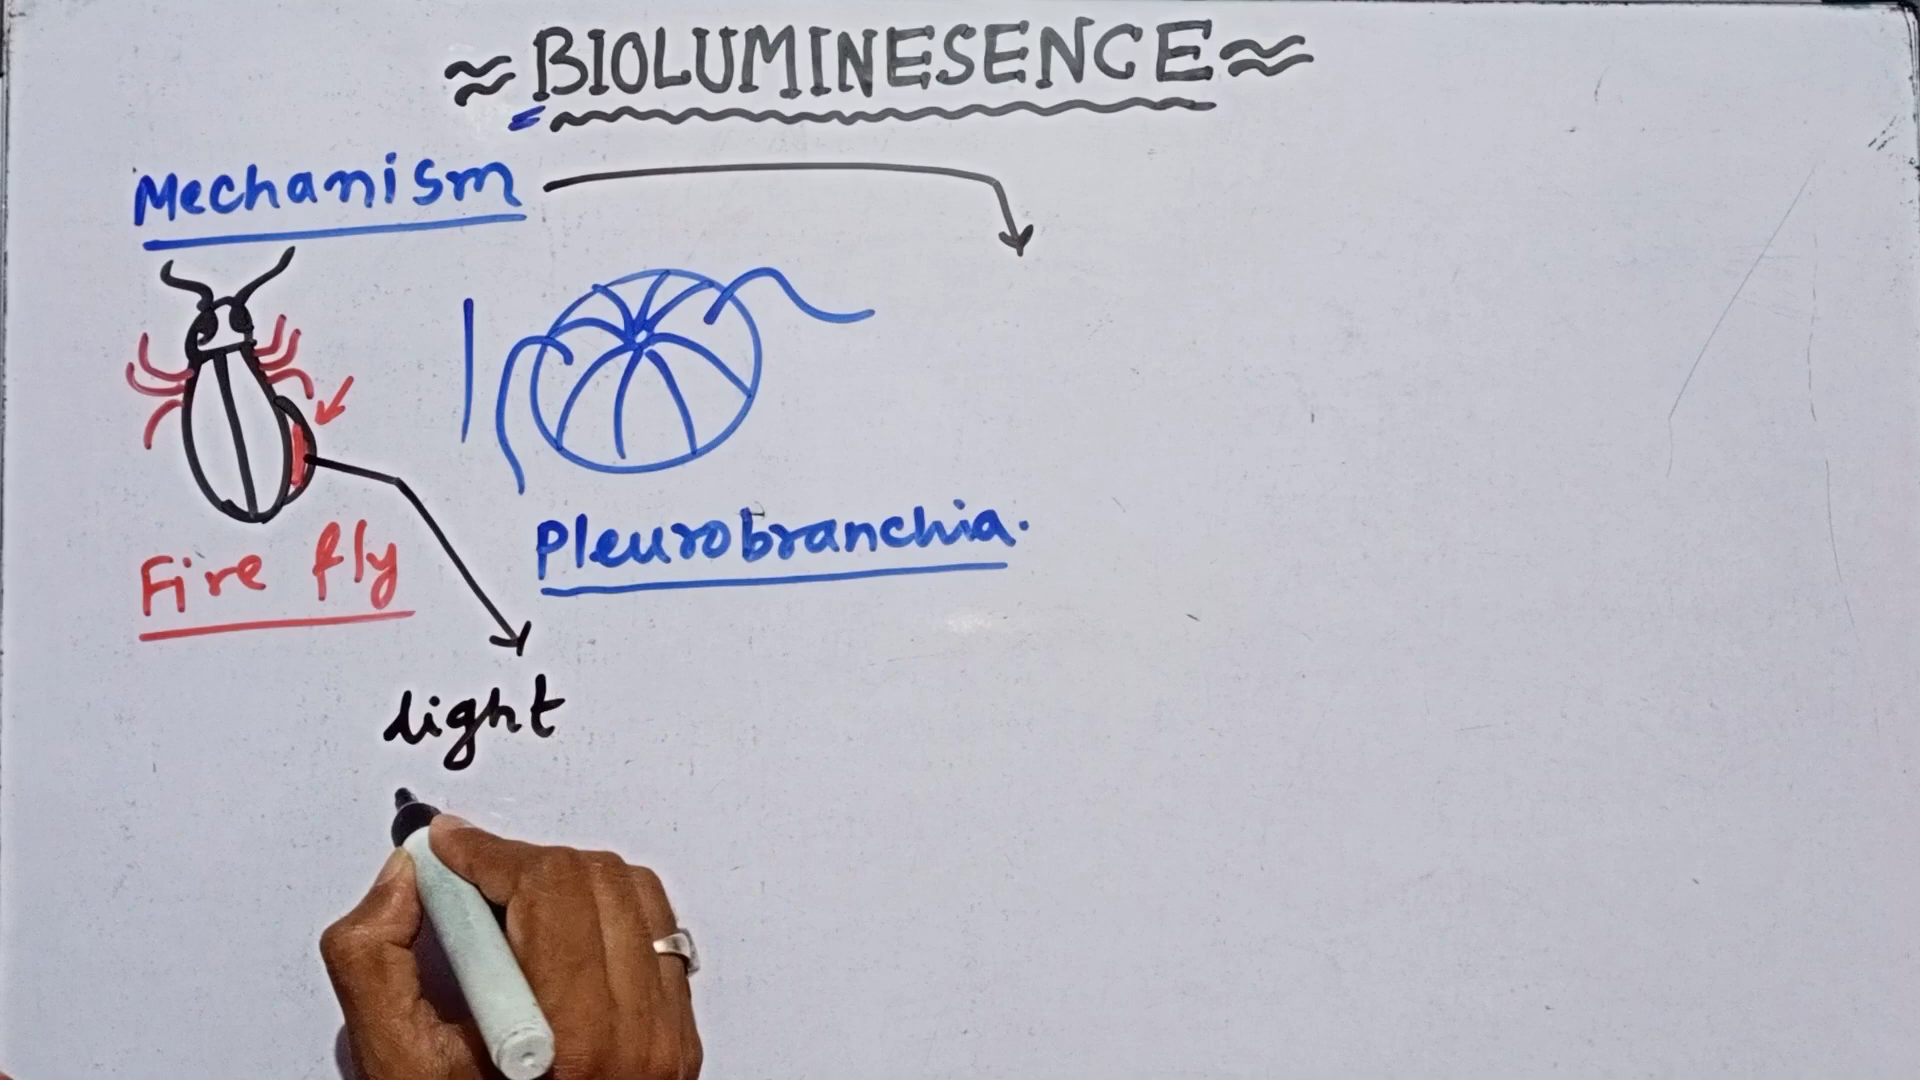 ≈ BIOLUMINESENCE ≈
Mechanism
Fire fly
Pleurobranchia.
light